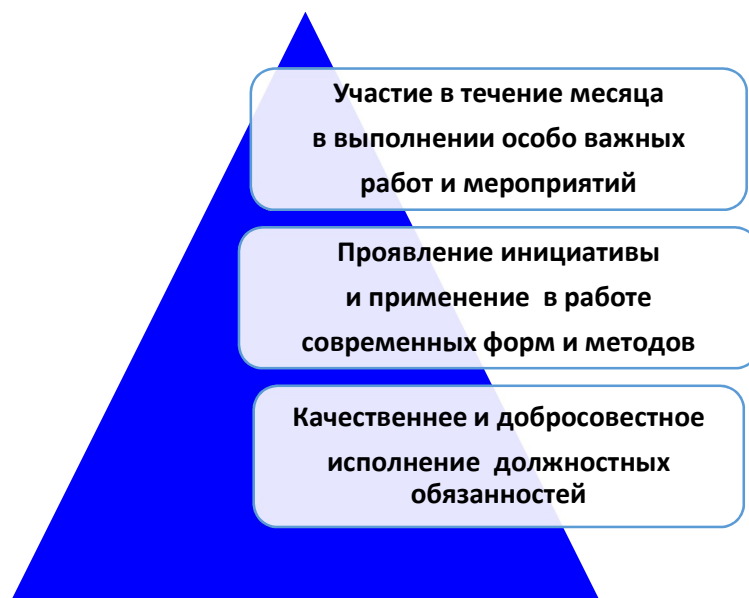 Участие в течение месяца
в выполнении особо важных
работ и мероприятий
Проявление инициативы
и применение в работе
современных форм и методов
Качественнее и добросовестное
исполнение должностных
обязанностей